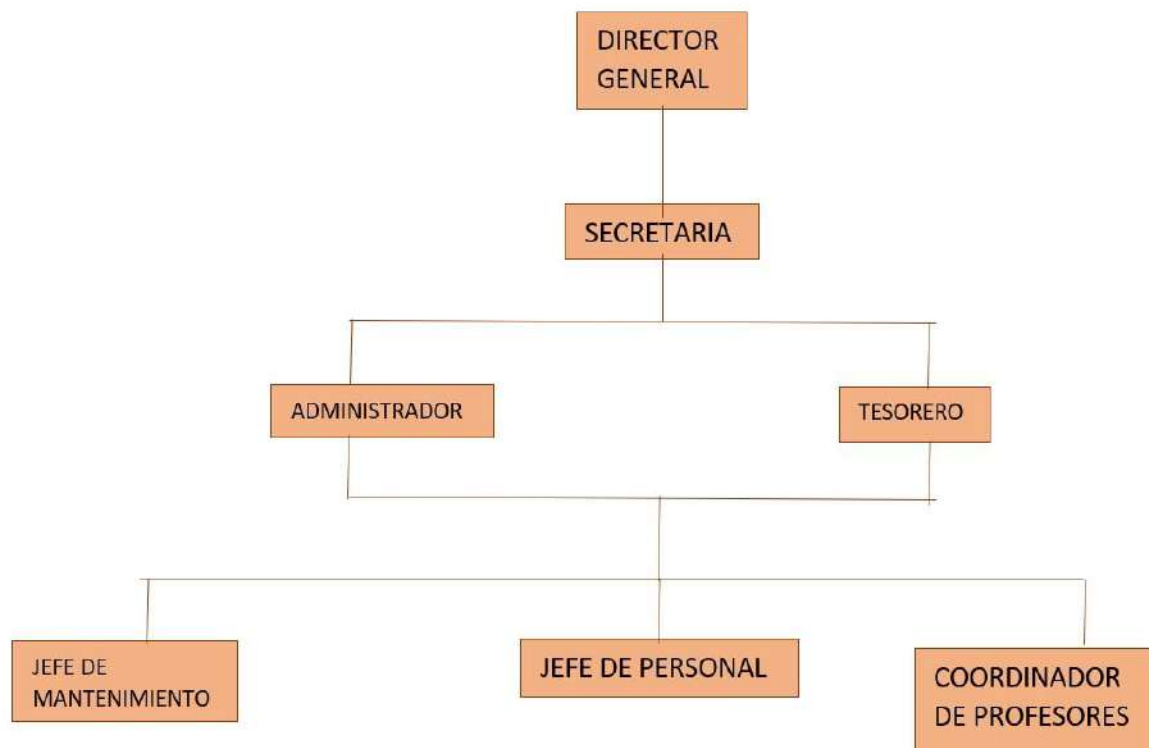 DIRECTOR
GENERAL
SECRETARIA
ADMINISTRADOR
TESORERO
JEFE DE
MANTENIMIENTO
JEFE DE PERSONAL
COORDINADOR
DE PROFESORES